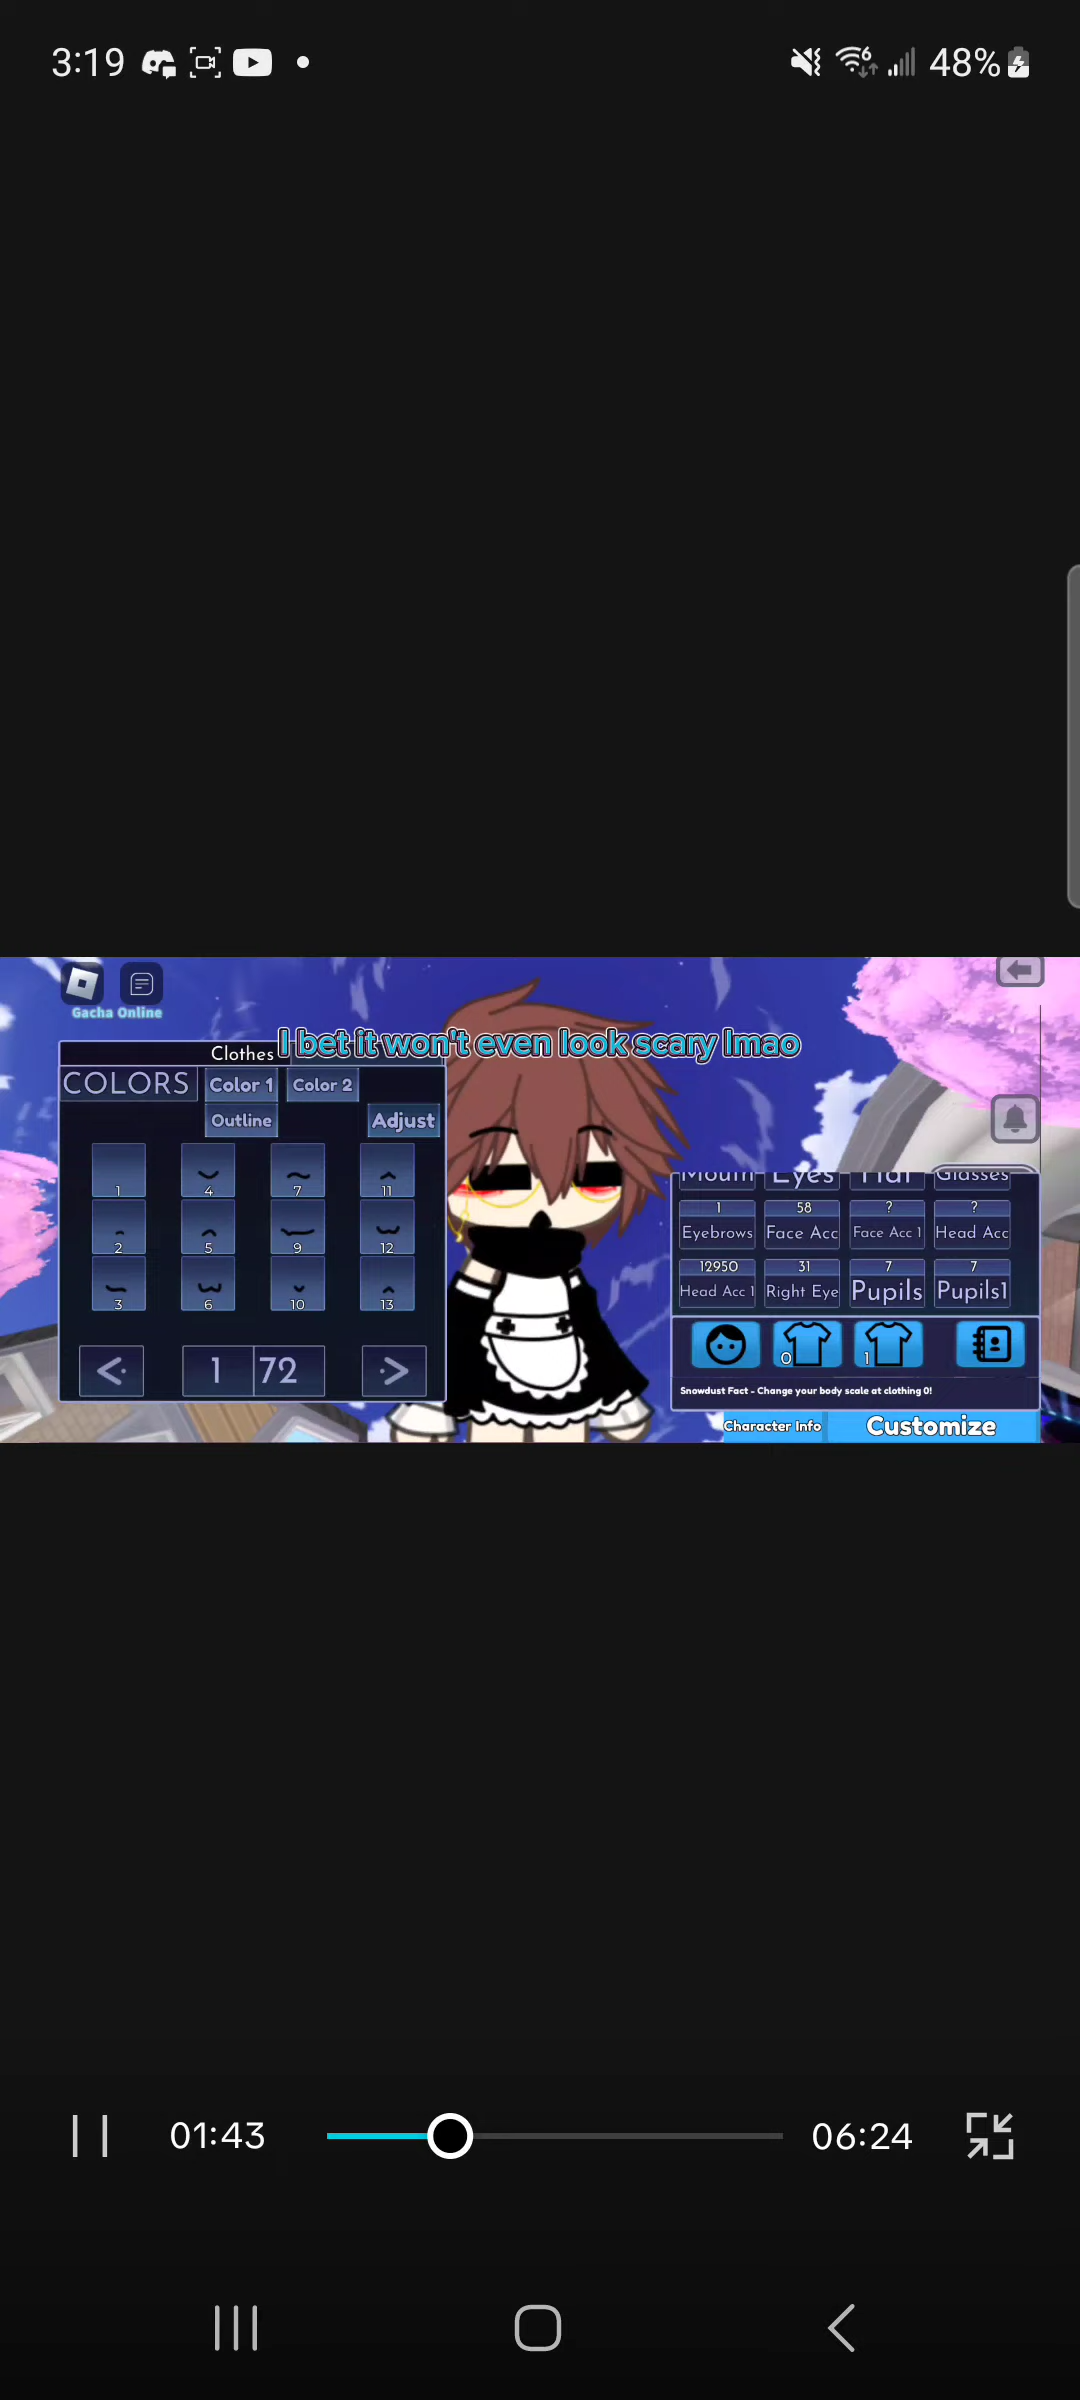 3:19
6
48%
Gacha Online
I bet it won't even look scary lmao
Clothes
COLORS
Color 1
Color 2
Outline
Adjust
1
4
7
11
2
5
9
12
3
6
10
13
<·
1
72
·>
Mouth
Eyes
Glasses
1
58
?
?
Eyebrows
Face Acc
Face Acc 1
Head Acc
12950
31
7
7
Head Acc 1
Right Eye
Pupils
Pupils1
0
1
Snowdust Fact - Change your body scale at clothing 0!
Character Info
Customize
01:43
06:24